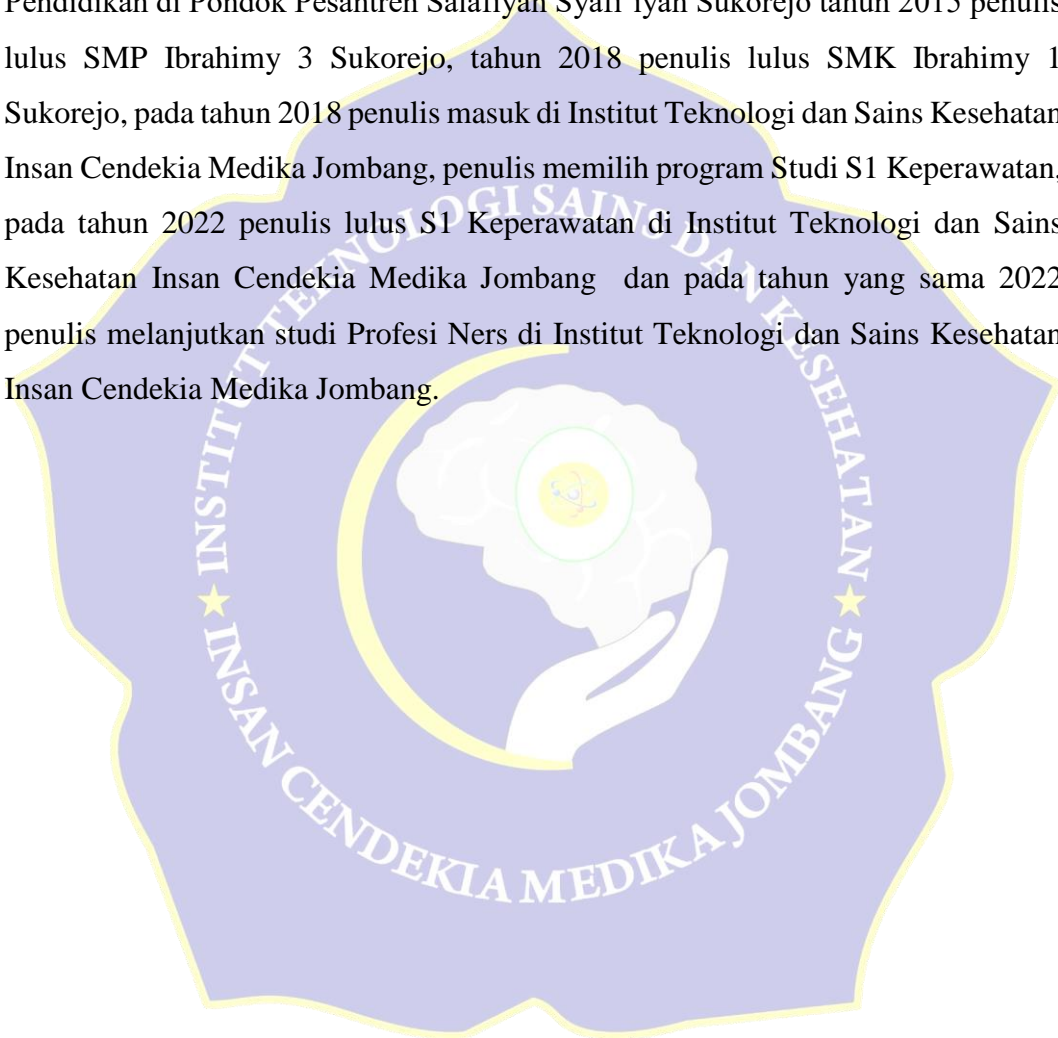 Pendidikan di Pondok Pesantren Salafiyah Syafi'iyah Sukorejo tahun 2015 penulis
lulus SMP Ibrahimy 3 Sukorejo, tahun 2018 penulis lulus SMK Ibrahimy 1
Sukorejo, pada tahun 2018 penulis masuk di Institut Teknologi dan Sains Kesehatan
Insan Cendekia Medika Jombang, penulis memilih program Studi S1 Keperawatan,
pada tahun 2022 penulis lulus S1 Keperawatan di Institut Teknologi dan Sains
Kesehatan Insan Cendekia Medika Jombang dan pada tahun yang sama 2022
penulis melanjutkan studi Profesi Ners di Institut Teknologi dan Sains Kesehatan
Insan Cendekia Medika Jombang.
INSTITUT TEKNOLOGI SAINS DAN KESEHATAN
INSAN CENDEKIA MEDIKA JOMBANG